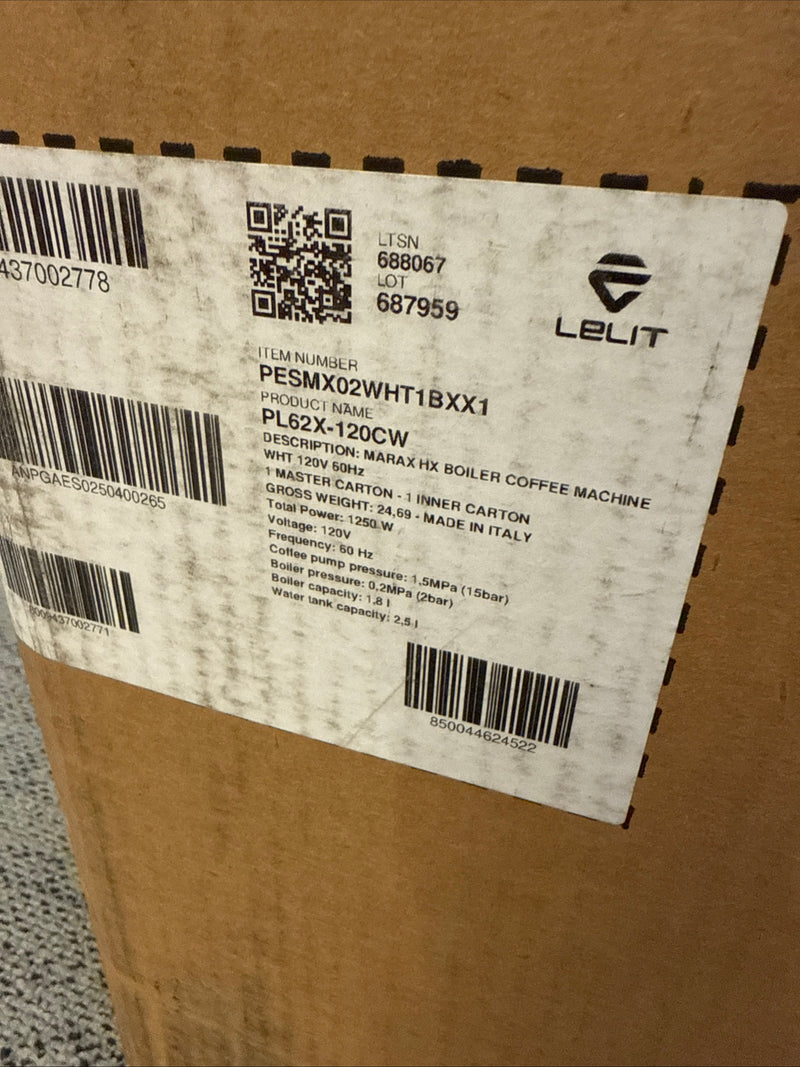 437002778
ANPGAES0250400265
8009437002771
LTSN
688067
LOT
687959
LELIT
ITEM NUMBER
PESMX02WHT1BXX1
PRODUCT NAME
PL62X-120CW
DESCRIPTION: MARAX HX BOILER COFFEE MACHINE
WHT 120V 60Hz
1 MASTER CARTON - 1 INNER CARTON
GROSS WEIGHT: 24,69 - MADE IN ITALY
Total Power: 1250 W
Voltage: 120V
Frequency: 60 Hz
Coffee pump pressure: 1,5MPa (15bar)
Boiler pressure: 0,2MPa (2bar)
Boiler capacity: 1.8 l
Water tank capacity: 2,5 l
850044624522